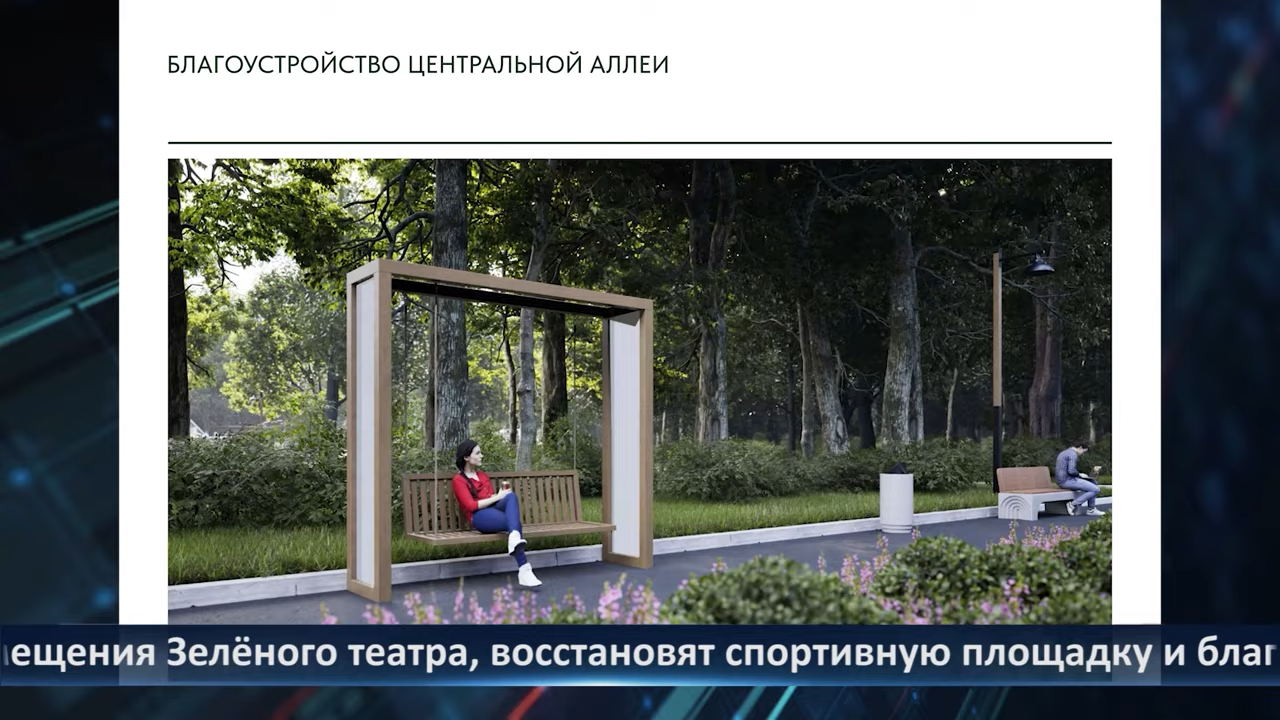 БЛАГОУСТРОЙСТВО ЦЕНТРАЛЬНОЙ АЛЛЕИ
Зелёного театра, восстановят спортивную площадку и